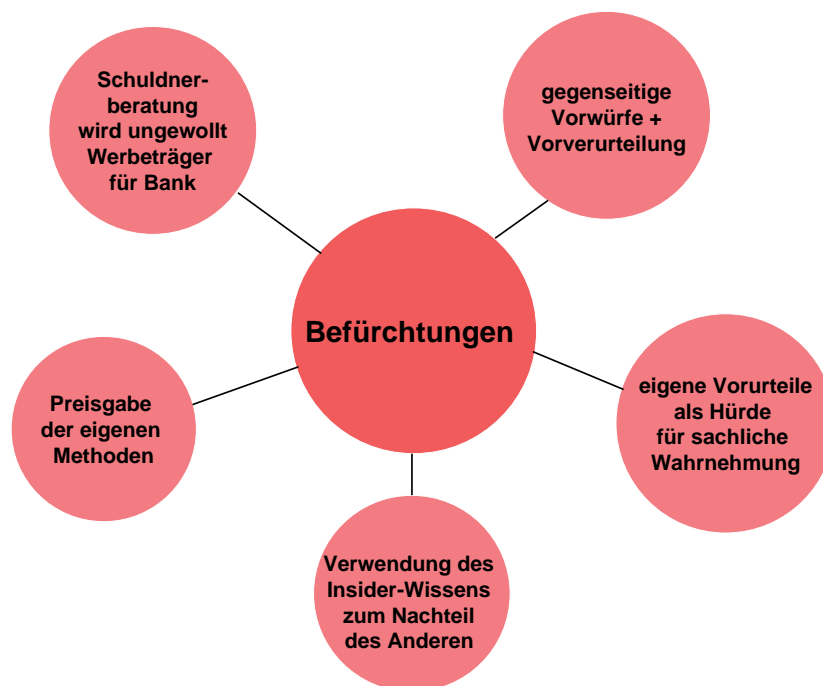 Schuldner-
beratung
wird ungewollt
Werbeträger
für Bank
gegenseitige
Vorwürfe +
Vorverurteilung
Befürchtungen
Preisgabe
der eigenen
Methoden
eigene Vorurteile
als Hürde
für sachliche
Wahrnehmung
Verwendung des
Insider-Wissens
zum Nachteil
des Anderen